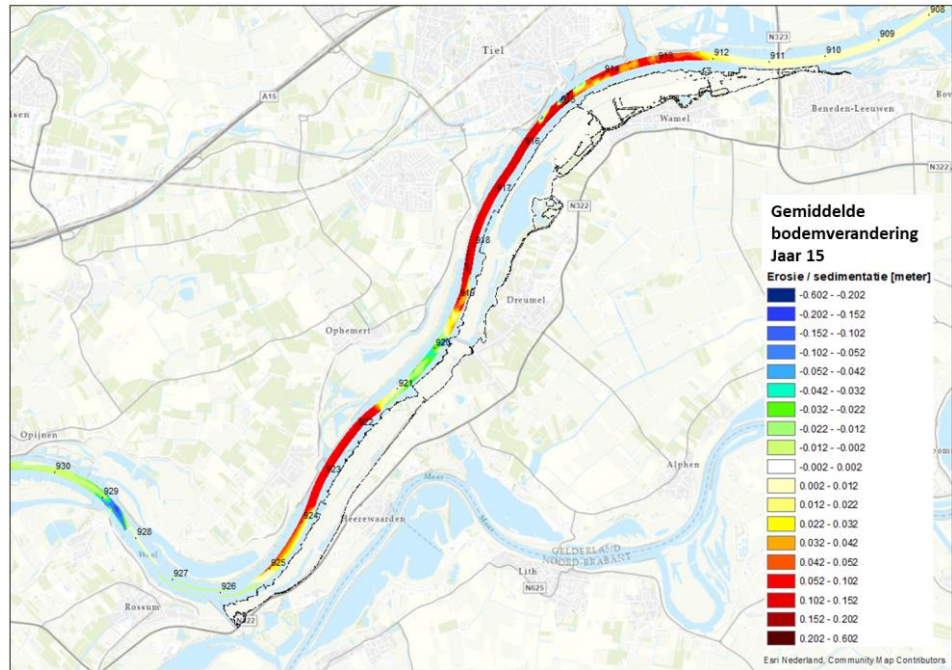 908
909
910
911
912
N323
Tiel
913
914
A15
Beneden-Leeuwen
Wamel
916
N322
917
N322
918
Dreumel
Ophemert
920
921
Opijnen
930
929
923
924
Heerewaarden
Alphen
928
Waal
Maas
Maas
GELDERLAND
NOORD-BRABANT
925
927
926
Lith
N625
Rossum
N322
Gemiddelde
bodemverandering
Jaar 15
Erosie / sedimentatie [meter]
-0.602 - -0.202
-0.202 - -0.152
-0.152 - -0.102
-0.102 - -0.052
-0.052 - -0.042
-0.042 - -0.032
-0.032 - -0.022
-0.022 - -0.012
-0.012 - -0.002
-0.002 - 0.002
0.002 - 0.012
0.012 - 0.022
0.022 - 0.032
0.032 - 0.042
0.042 - 0.052
0.052 - 0.102
0.102 - 0.152
0.152 - 0.202
0.202 - 0.602
Esri Nederland, Community Map Contributors